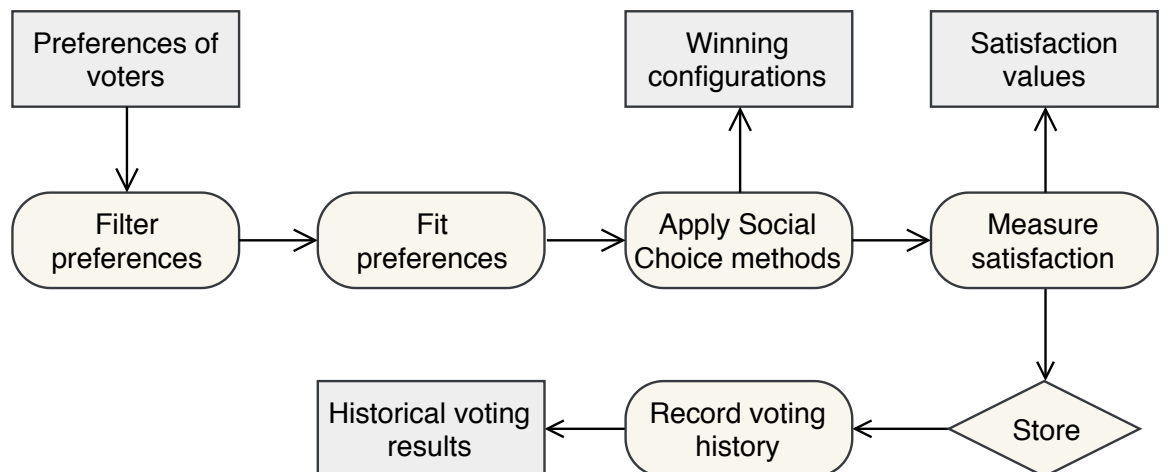 Preferences of
voters
Winning
configurations
Satisfaction
values
Filter
preferences
Fit
preferences
Apply Social
Choice methods
Measure
satisfaction
Historical voting
results
Record voting
history
Store